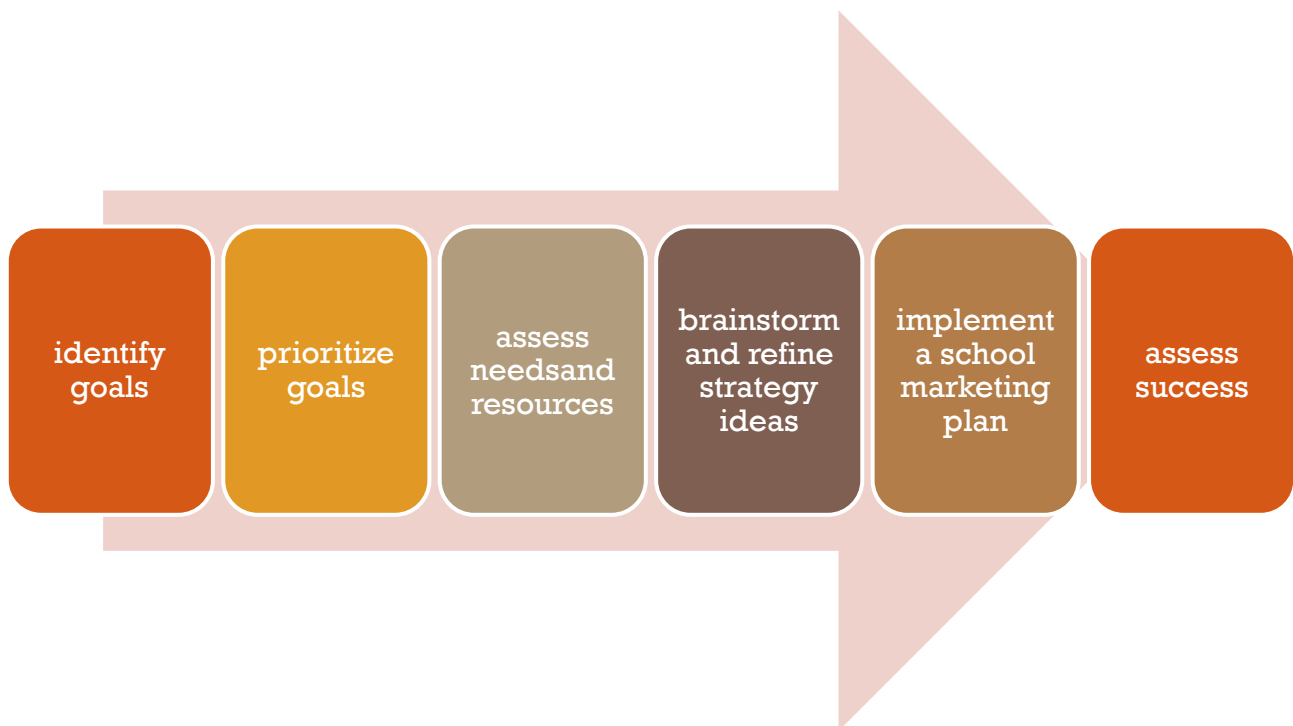 identify
goals
prioritize
goals
assess
needsand
resources
brainstorm
and refine
strategy
ideas
implement
a school
marketing
plan
assess
success